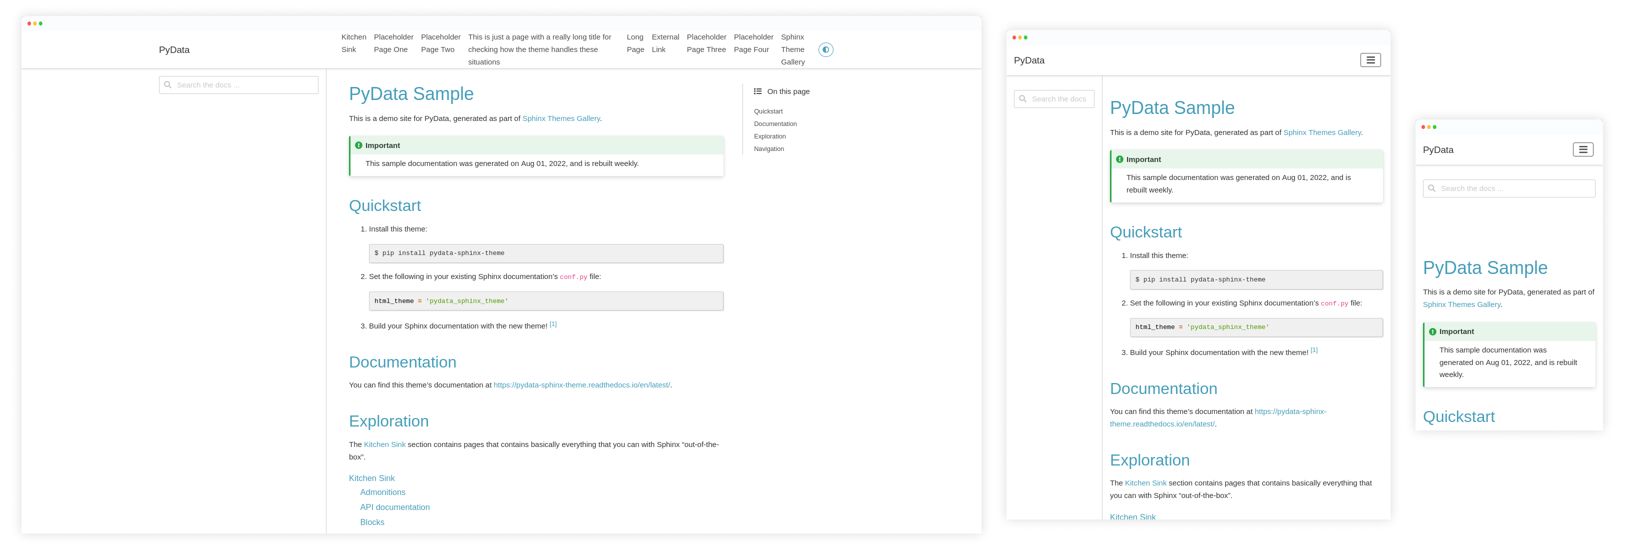 PyData
Kitchen Sink
Placeholder Page One
Placeholder Page Two
This is just a page with a really long title for checking how the theme handles these situations
Long Page
External Link
Placeholder Page Three
Placeholder Page Four
Sphinx Theme Gallery
Search the docs ...
PyData Sample
This is a demo site for PyData, generated as part of Sphinx Themes Gallery.
Important
This sample documentation was generated on Aug 01, 2022, and is rebuilt weekly.
Quickstart
1. Install this theme:
$ pip install pydata-sphinx-theme
2. Set the following in your existing Sphinx documentation's conf.py file:
html_theme = 'pydata_sphinx_theme'
3. Build your Sphinx documentation with the new theme! [1]
Documentation
You can find this theme's documentation at https://pydata-sphinx-theme.readthedocs.io/en/latest/.
Exploration
The Kitchen Sink section contains pages that contains basically everything that you can with Sphinx “out-of-the-
box”.
Kitchen Sink
Admonitions
API documentation
Blocks
On this page
Quickstart
Documentation
Exploration
Navigation
PyData
Search the docs
PyData Sample
This is a demo site for PyData, generated as part of Sphinx Themes Gallery.
Important
This sample documentation was generated on Aug 01, 2022, and is
rebuilt weekly.
Quickstart
1. Install this theme:
$ pip install pydata-sphinx-theme
2. Set the following in your existing Sphinx documentation's conf.py file:
html_theme = 'pydata_sphinx_theme'
3. Build your Sphinx documentation with the new theme! [1]
Documentation
You can find this theme's documentation at https://pydata-sphinx-
theme.readthedocs.io/en/latest/.
Exploration
The Kitchen Sink section contains pages that contains basically everything that
you can with Sphinx “out-of-the-box”.
Kitchen Sink
PyData
Search the docs ...
PyData Sample
This is a demo site for PyData, generated as part of
Sphinx Themes Gallery.
Important
This sample documentation was
generated on Aug 01, 2022, and is rebuilt
weekly.
Quickstart